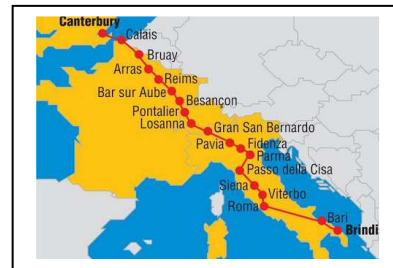 Canterbury
Calais
Bruay
Arras
Reims
Bar sur Aube
Besançon
Pontalier
Losanna
Gran San Bernardo
Pavia
Fidenza
Parma
Passo della Cisa
Siena
Viterbo
Roma
Bari
Brindisi